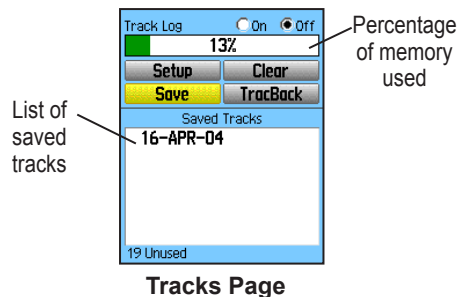 Track Log On Off
13%
Setup Clear
Save TracBack
Saved Tracks
16-APR-04
19 Unused
Percentage
of memory
used
List of
saved
tracks
Tracks Page